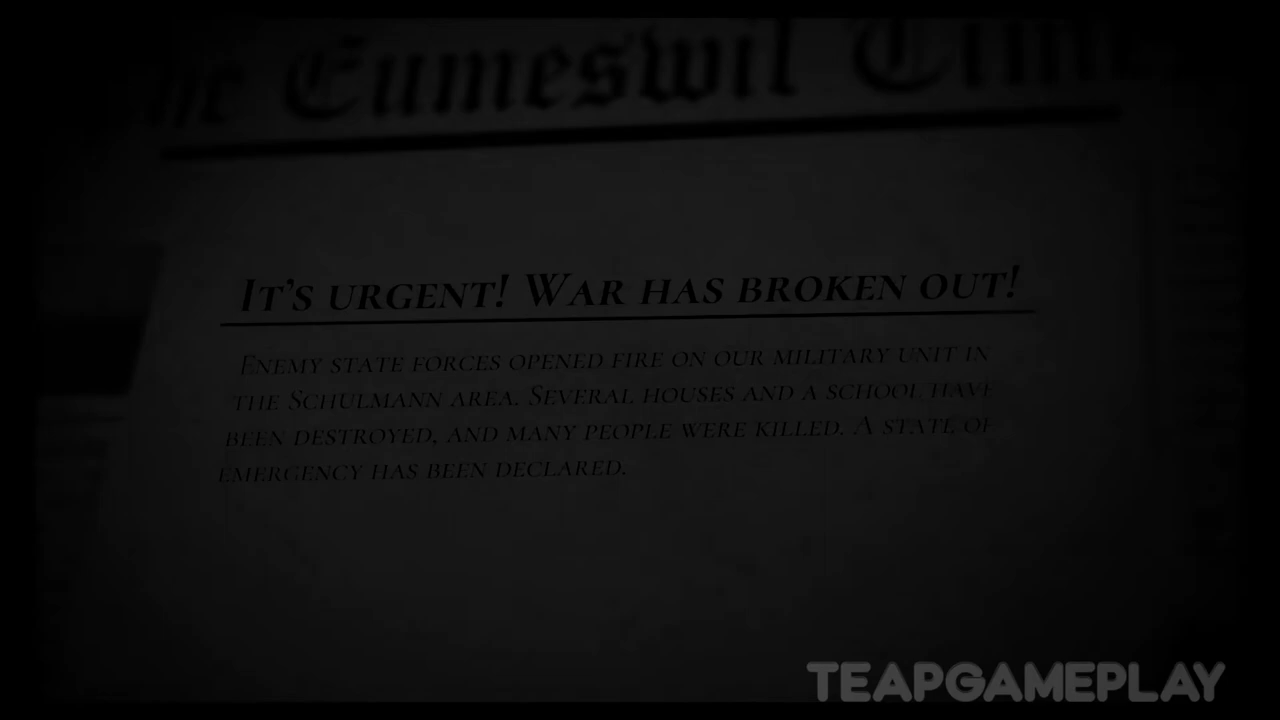 The Eumeswil Time
It's urgent! War has broken out!
Enemy state forces opened fire on our military unit in
the Schulmann area. Several houses and a school have
been destroyed, and many people were killed. A state of
emergency has been declared.
TEAPGAMEPLAY